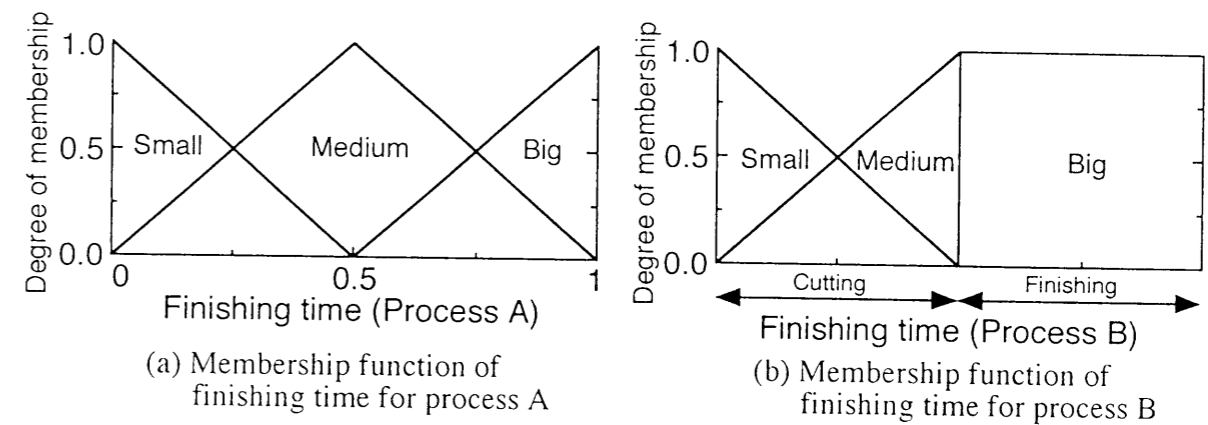 Degree of membership
1.0
0.5
0.0
Small
Medium
Big
0
0.5
1
Finishing time (Process A)
(a) Membership function of
finishing time for process A
Degree of membership
1.0
0.5
0.0
Small
Medium
Big
Cutting
Finishing
Finishing time (Process B)
(b) Membership function of
finishing time for process B